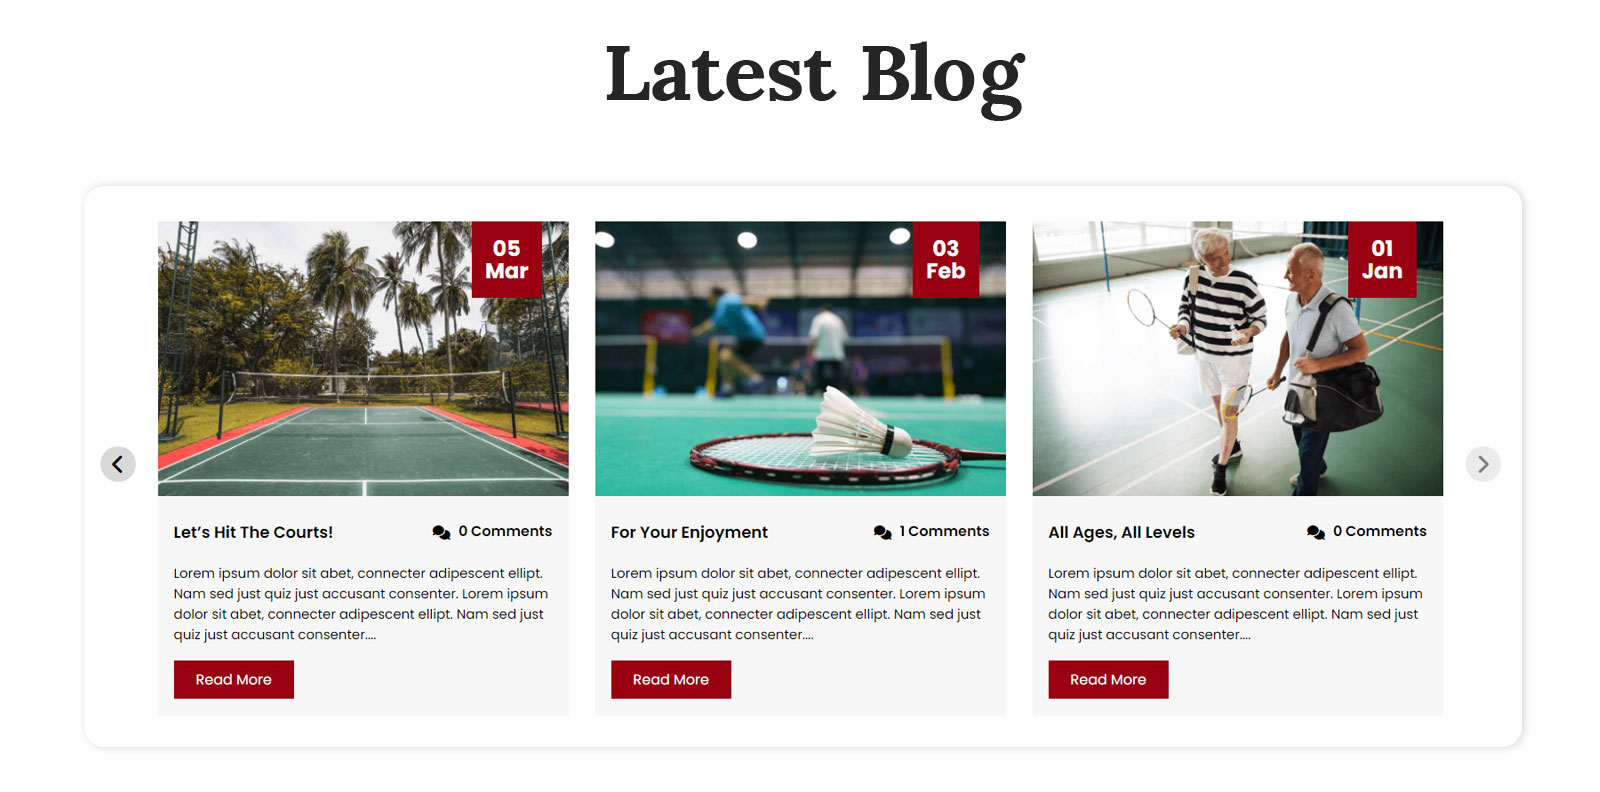 Latest Blog
05
Mar
03
Feb
01
Jan
Let's Hit The Courts!
0 Comments
Lorem ipsum dolor sit abet, connecter adipescent ellipt.
Nam sed just quiz just accusant consenter. Lorem ipsum
dolor sit abet, connecter adipescent ellipt. Nam sed just
quiz just accusant consenter....
Read More
For Your Enjoyment
1 Comments
Lorem ipsum dolor sit abet, connecter adipescent ellipt.
Nam sed just quiz just accusant consenter. Lorem ipsum
dolor sit abet, connecter adipescent ellipt. Nam sed just
quiz just accusant consenter....
Read More
All Ages, All Levels
0 Comments
Lorem ipsum dolor sit abet, connecter adipescent ellipt.
Nam sed just quiz just accusant consenter. Lorem ipsum
dolor sit abet, connecter adipescent ellipt. Nam sed just
quiz just accusant consenter....
Read More